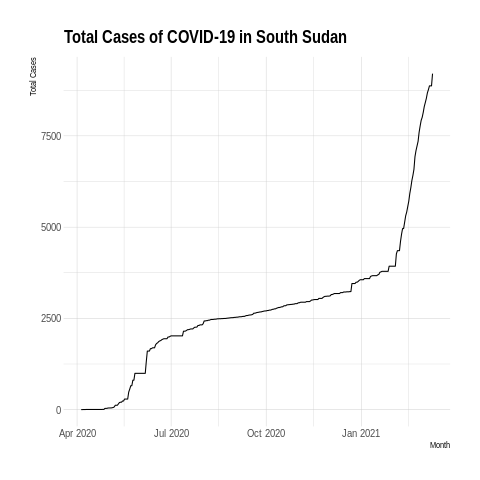 Total Cases of COVID-19 in South Sudan
Total Cases
7500
5000
2500
0
Apr 2020
Jul 2020
Oct 2020
Jan 2021
Month